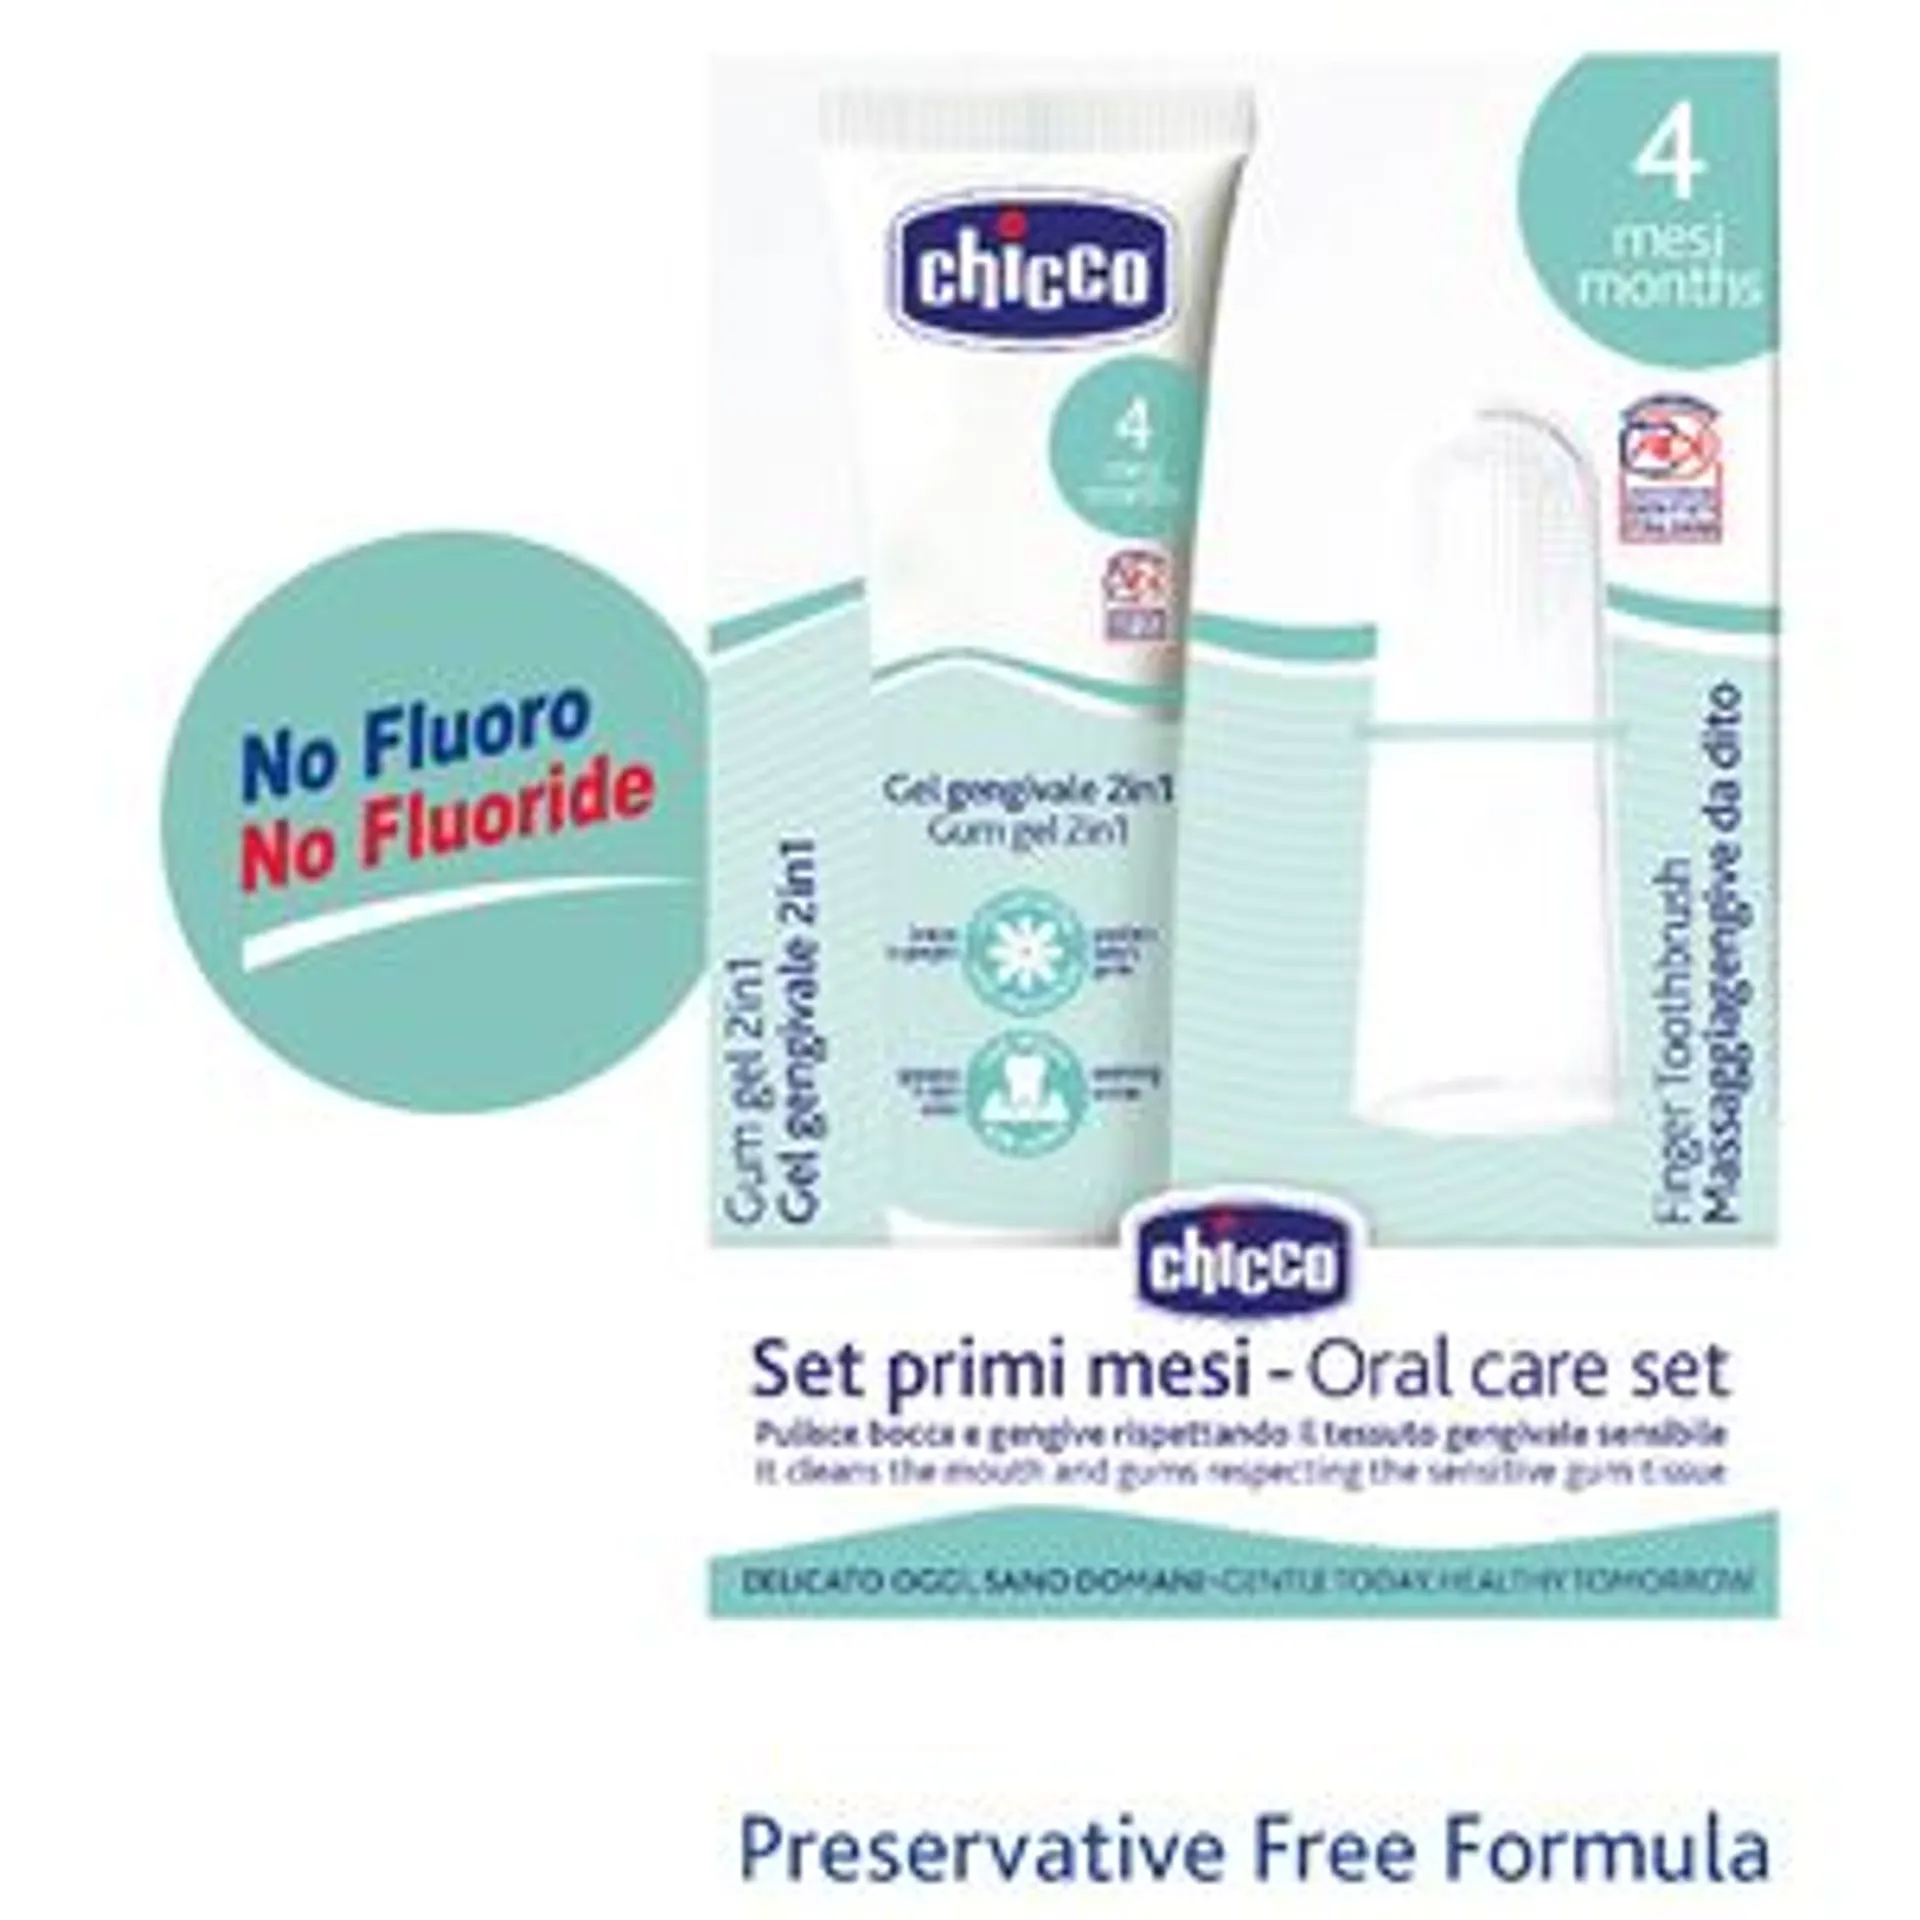 4
mesi
months
chicco
4
No Fluoro
No Fluoride
Gel gengivale 2in1
Gum gel 2in1
Gum gel 2in1
Gel gengivale 2in1
Finger Toothbrush
Massaggiagengive da dito
chicco
Set primi mesi - Oral care set
Pulisce bocca e gengive rispettando il tessuto gengivale sensibile
It cleans the mouth and gums respecting the sensitive gum tissue
DELICATO OGGI, SANO DOMANI - GENTLE TODAY, HEALTHY TOMORROW
Preservative Free Formula